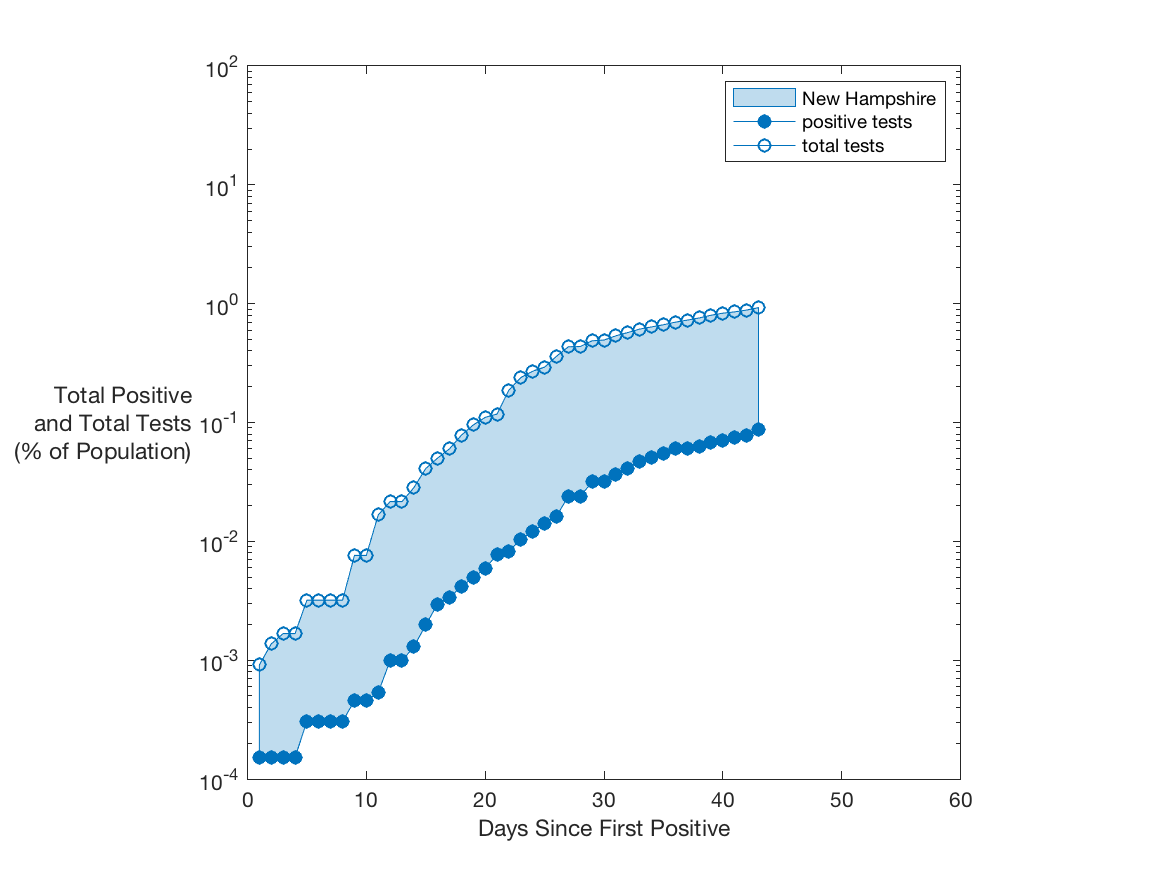 10^2
10^1
10^0
10^-1
10^-2
10^-3
10^-4
Total Positive
and Total Tests
(% of Population)
New Hampshire
positive tests
total tests
0 10 20 30 40 50 60
Days Since First Positive